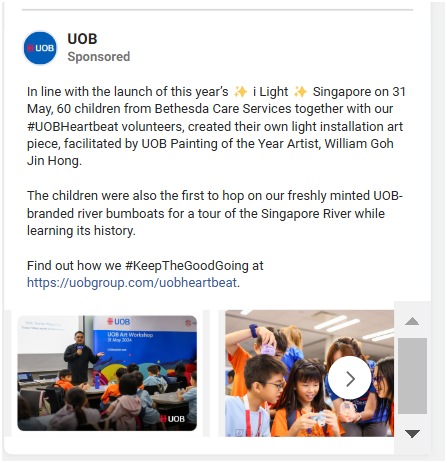 UOB
UOB
Sponsored
In line with the launch of this year's ✨ i Light ✨ Singapore on 31
May, 60 children from Bethesda Care Services together with our
#UOBHeartbeat volunteers, created their own light installation art
piece, facilitated by UOB Painting of the Year Artist, William Goh
Jin Hong.
The children were also the first to hop on our freshly minted UOB-
branded river bumboats for a tour of the Singapore River while
learning its history.
Find out how we #KeepTheGoodGoing at
https://uobgroup.com/uobheartbeat.
UOB
UOB Art Workshop
31 May 2024
UOB